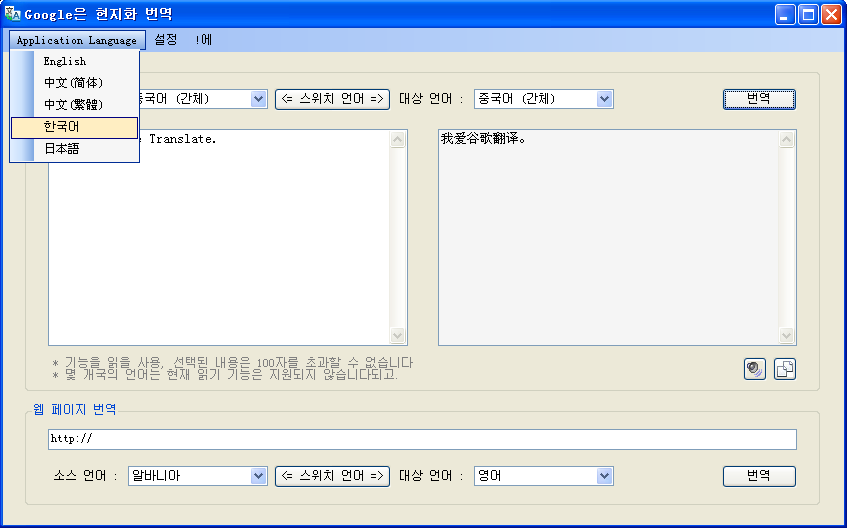 Google은 현지화 번역
Application Language 설정 !에
English
中文(简体)
中文(繁體)
한국어
日本語
중국어 (간체) <= 스위치 언어 => 대상 언어 : 중국어 (간체) 번역
Translate.
我爱谷歌翻译。
* 기능을 읽을 사용, 선택된 내용은 100자를 초과할 수 없습니다
* 몇 개국의 언어는 현재 읽기 기능은 지원되지 않습니다되고.
웹 페이지 번역
http://
소스 언어 : 알바니아 <= 스위치 언어 => 대상 언어 : 영어 번역